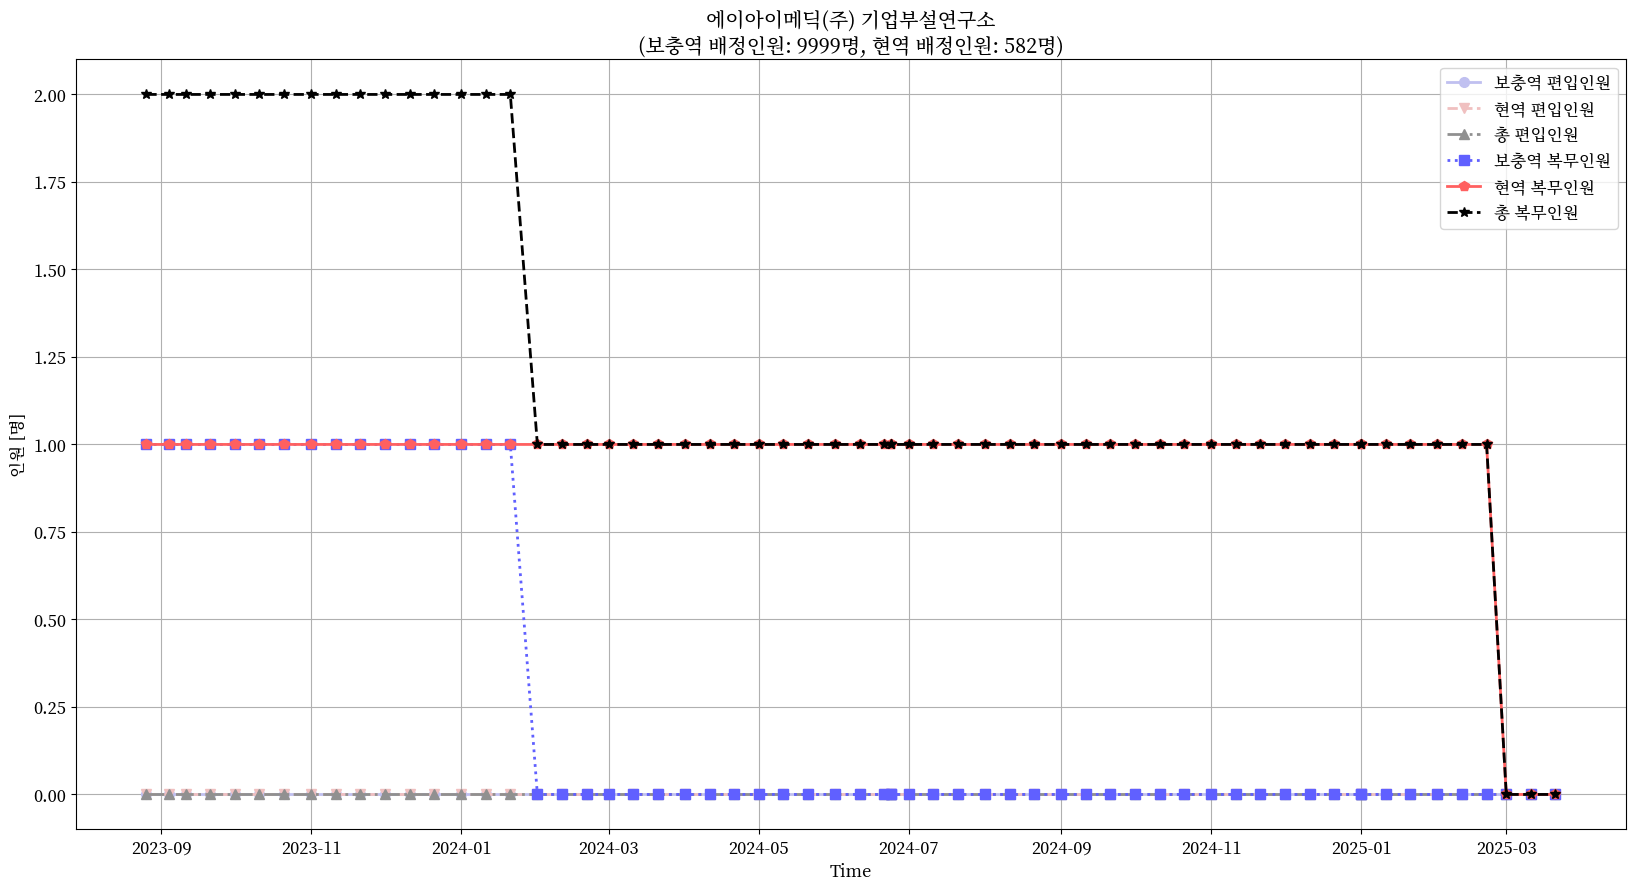 에이아이메딕(주) 기업부설연구소
(보충역 배정인원: 9999명, 현역 배정인원: 582명)
보충역 편입인원
현역 편입인원
총 편입인원
보충역 복무인원
현역 복무인원
총 복무인원
인원 [명]
2.00
1.75
1.50
1.25
1.00
0.75
0.50
0.25
0.00
2023-09
2023-11
2024-01
2024-03
2024-05
2024-07
2024-09
2024-11
2025-01
2025-03
Time